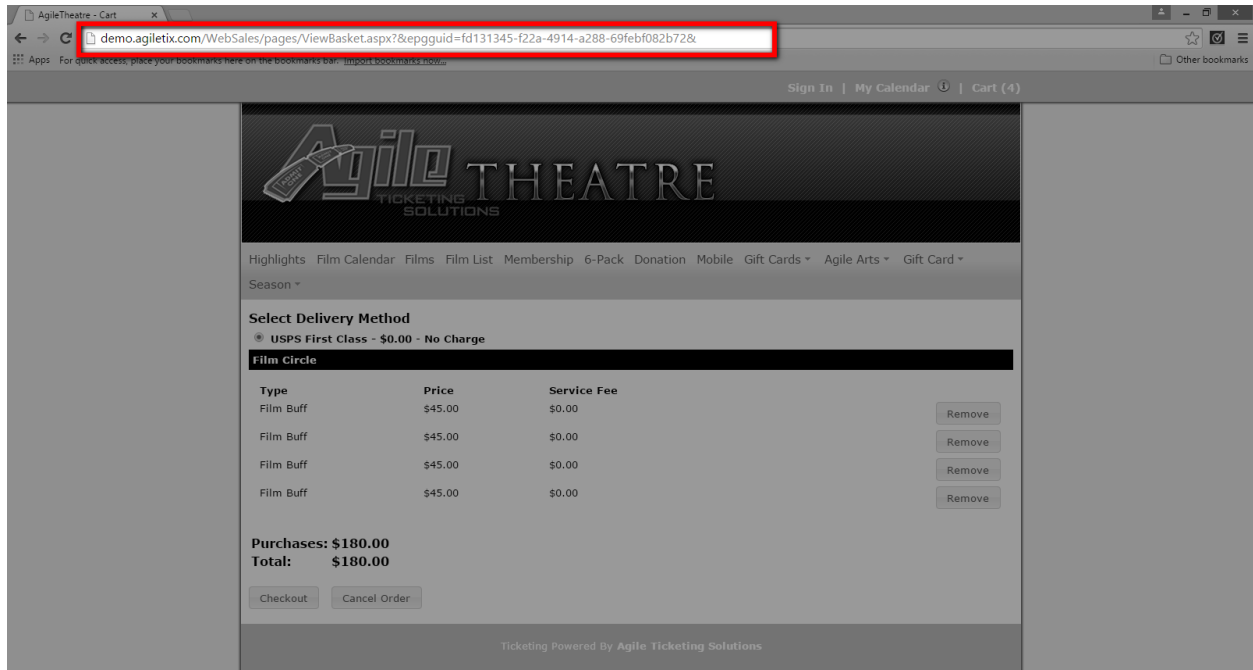 AgileTheatre - Cart
demo.agiletix.com/WebSales/pages/ViewBasket.aspx?&epgguid=fd131345-f22a-4914-a288-69febf082b72&
Apps For quick access, place your bookmarks here on the bookmarks bar. Import bookmarks now... Other bookmarks
Sign In | My Calendar | Cart (4)
Agile THEATRE
ADMIT ONE
TICKETING
SOLUTIONS
Highlights Film Calendar Films Film List Membership 6-Pack Donation Mobile Gift Cards Agile Arts Gift Card
Season
Select Delivery Method
USPS First Class - $0.00 - No Charge
Film Circle
Type Price Service Fee
Film Buff $45.00 $0.00 Remove
Film Buff $45.00 $0.00 Remove
Film Buff $45.00 $0.00 Remove
Film Buff $45.00 $0.00 Remove
Purchases: $180.00
Total: $180.00
Checkout Cancel Order
Ticketing Powered By Agile Ticketing Solutions